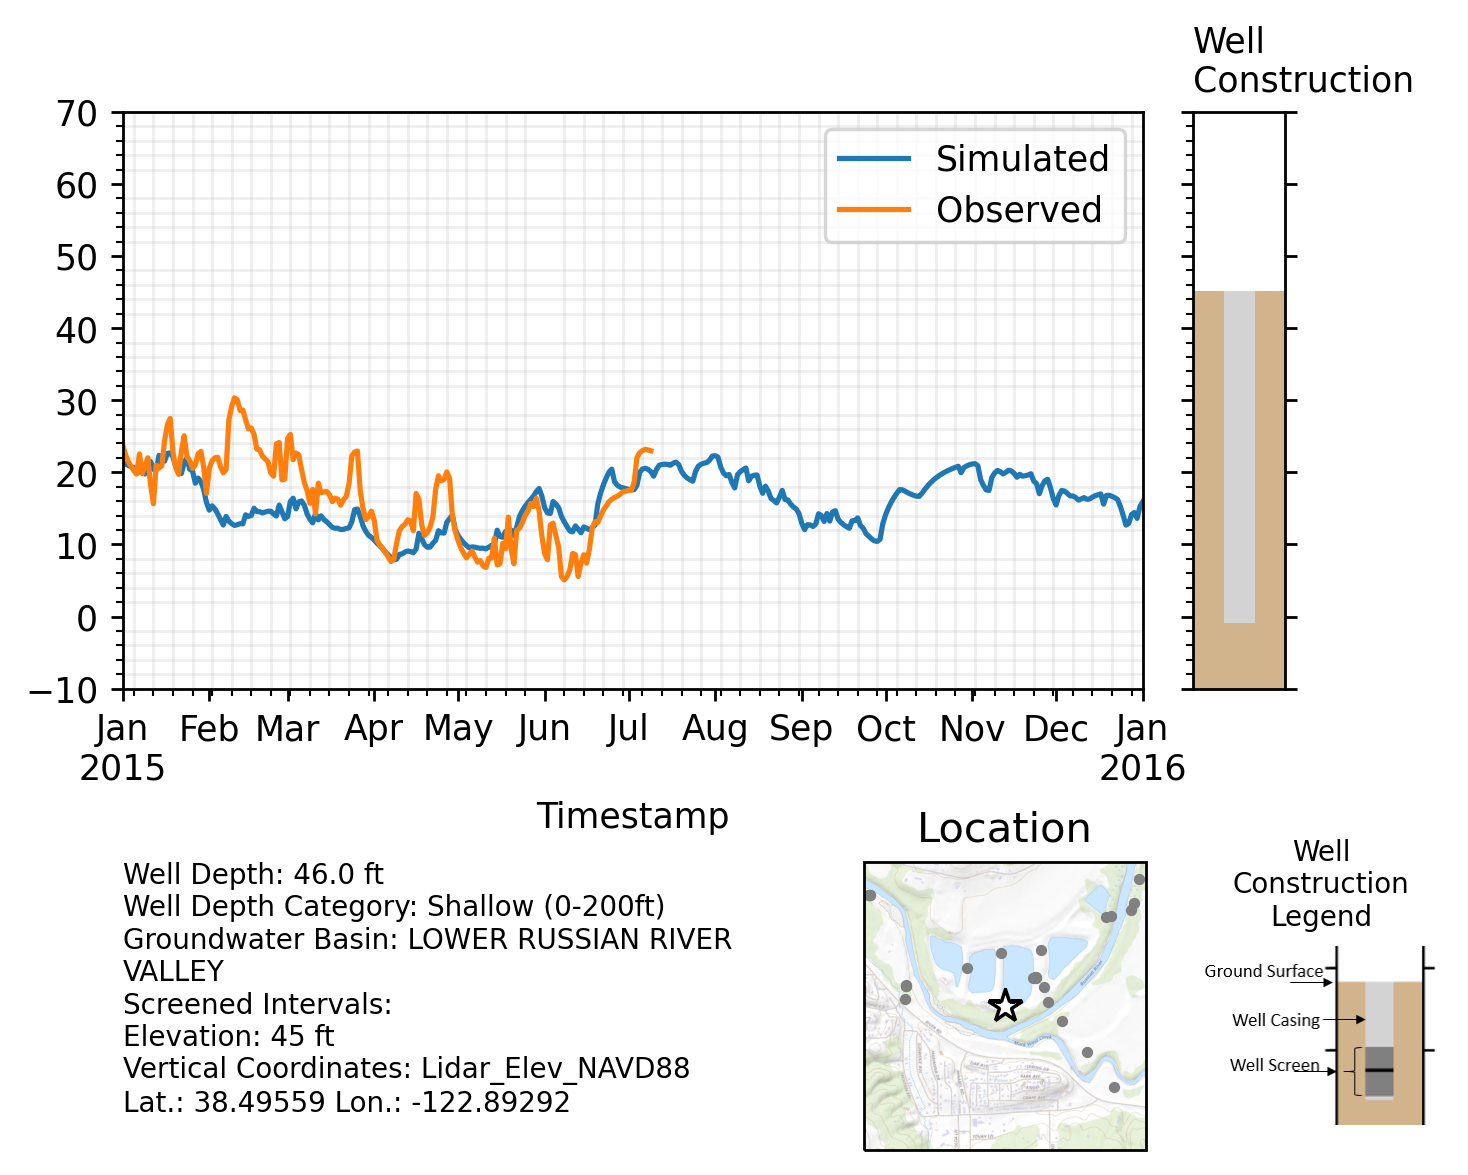 Well
Construction
70
60
50
40
30
20
10
0
−10
Simulated
Observed
Jan Feb Mar Apr May Jun Jul Aug Sep Oct Nov Dec Jan
2015 2016
Timestamp
Well Depth: 46.0 ft
Well Depth Category: Shallow (0-200ft)
Groundwater Basin: LOWER RUSSIAN RIVER
VALLEY
Screened Intervals:
Elevation: 45 ft
Vertical Coordinates: Lidar_Elev_NAVD88
Lat.: 38.49559 Lon.: -122.89292
Location
Well
Construction
Legend
Ground Surface
Well Casing
Well Screen